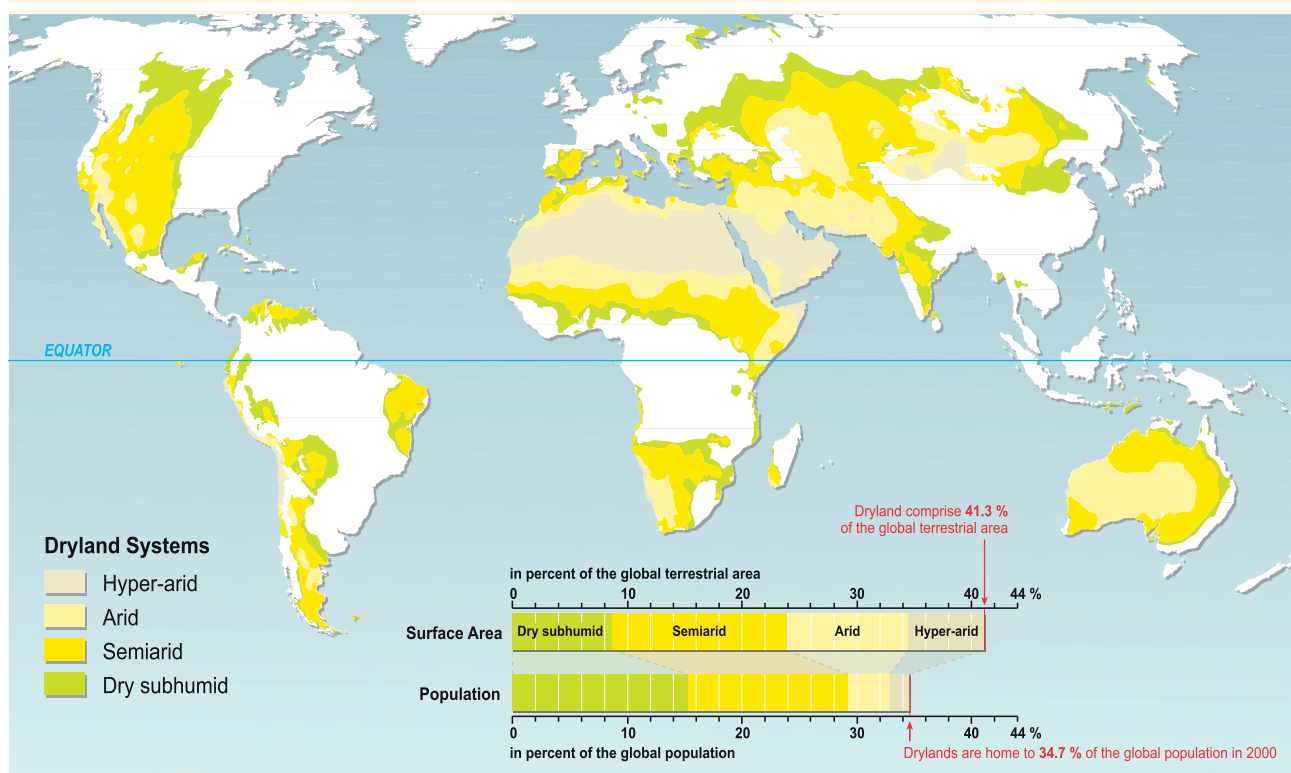 EQUATOR
Dryland comprise 41.3 %
of the global terrestrial area
Dryland Systems
Hyper-arid
Arid
Semiarid
Dry subhumid
in percent of the global terrestrial area
0 10 20 30 40 44 %
Surface Area Dry subhumid Semiarid Arid Hyper-arid
Population
0 10 20 30 40 44 %
in percent of the global population
Drylands are home to 34.7 % of the global population in 2000